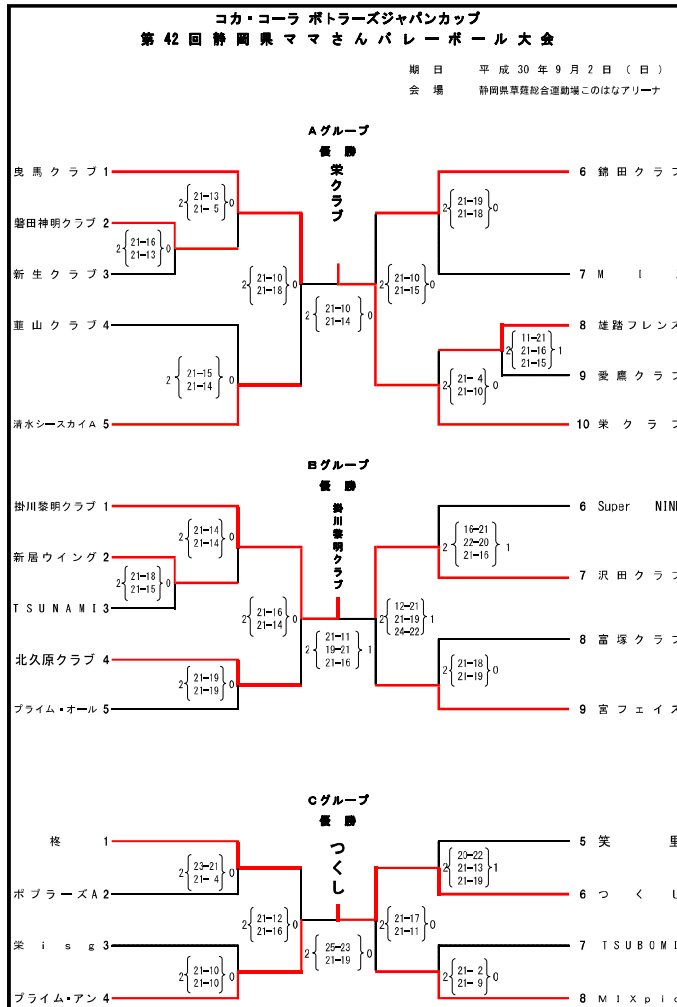 コカ・コーラ ボトラーズジャパンカップ
第42回静岡県ママさんバレーボール大会
期日 平成30年9月2日(日)
会場 静岡県草薙総合運動場このはなアリーナ
Aグループ
優勝
栄クラブ
曳馬クラブ 1
磐田神明クラブ 2
新生クラブ 3
韮山クラブ 4
清水シースカイA 5
6 錦田クラブ
7 M I
8 雄踏フレンズ
9 愛鷹クラブ
10 栄クラブ
2 21-13 21-5 0
2 21-16 21-13 0
2 21-10 21-18 0
2 21-15 21-14 0
2 21-10 21-14 0
2 21-19 21-18 0
2 21-10 21-15 0
2 11-21 21-16 21-15 1
2 21-4 21-10 0
Bグループ
優勝
掛川黎明クラブ
掛川黎明クラブ 1
新居ウイング 2
TSUNAMI 3
北久原クラブ 4
プライム・オール 5
6 Super NINE
7 沢田クラブ
8 富塚クラブ
9 宮フェイス
2 21-14 21-14 0
2 21-18 21-15 0
2 21-16 21-14 0
2 21-19 21-19 0
2 21-11 19-21 21-16 1
2 16-21 22-20 21-16 1
2 12-21 21-19 24-22 1
2 21-18 21-19 0
Cグループ
優勝
つくし
柊 1
ポプラーズA 2
栄isg 3
プライム・アン 4
5 笑里
6 つくし
7 TSUBOMI
8 MIXpic
2 23-21 21-4 0
2 21-12 21-16 0
2 21-10 21-10 0
2 25-23 21-19 0
2 20-22 21-13 21-19 1
2 21-17 21-11 0
2 21-2 21-9 0